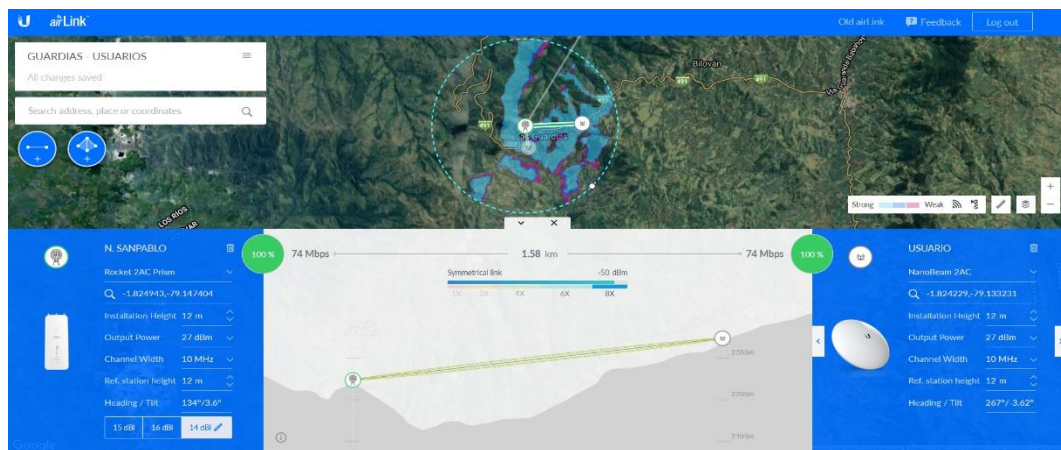 airLink
Old airLink
Feedback
Log out
GUARDIAS - USUARIOS
All changes saved
Search address, place or coordinates
Bilovan
491
491
491
LOS RIOS
Strong
Weak
N. SANPABLO
Rocket 2AC Prism
-1.824943,-79.147404
Installation Height 12 m
Output Power 27 dBm
Channel Width 10 MHz
Ref. station height 12 m
Heading / Tilt 134°/3.6°
15 dBi 16 dBi 14 dBi
100 % 74 Mbps 1.58 km 74 Mbps 100 %
Symmetrical link -50 dBm
1X 2X 4X 6X 8X
2300m
2200m
2100m
USUARIO
NanoBeam 2AC
-1.824229,-79.133231
Installation Height 12 m
Output Power 27 dBm
Channel Width 10 MHz
Ref. station height 12 m
Heading / Tilt 267°/-3.62°
Google